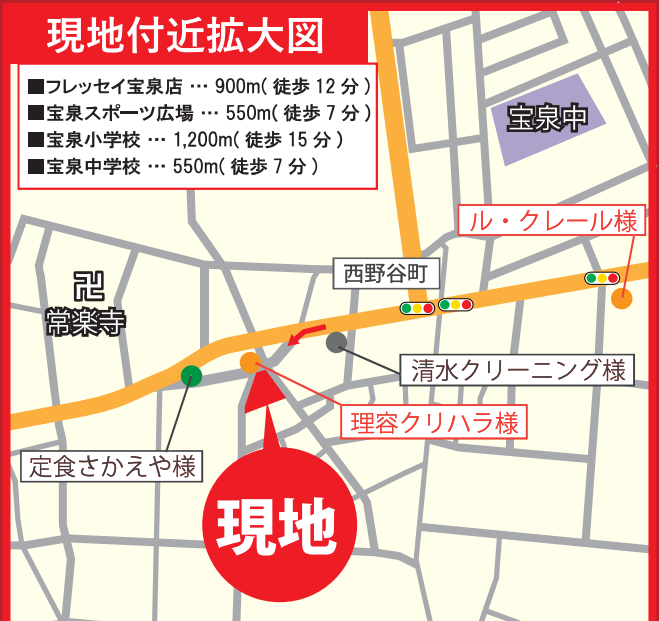 現地付近拡大図
■フレッセイ宝泉店 … 900m( 徒歩 12 分 )
■宝泉スポーツ広場 … 550m( 徒歩 7 分 )
■宝泉小学校 … 1,200m( 徒歩 15 分 )
■宝泉中学校 … 550m( 徒歩 7 分 )
宝泉中
ル・クレール様
西野谷町
卍
常楽寺
清水クリーニング様
理容クリハラ様
定食さかえや様
現地